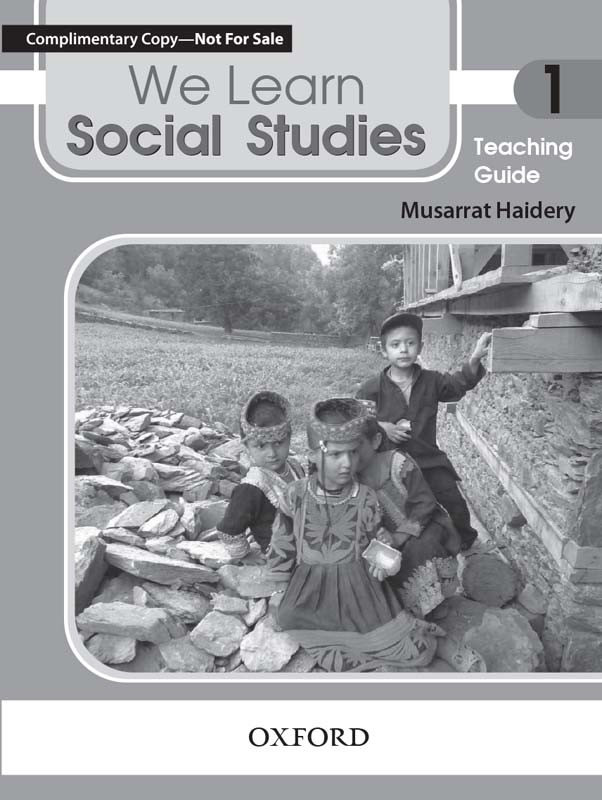 Complimentary Copy—Not For Sale
We Learn
Social Studies
1
Teaching
Guide
Musarrat Haidery
OXFORD